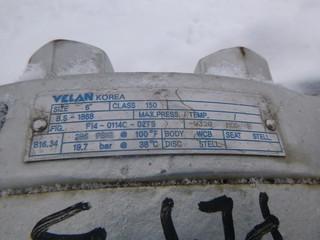 VELAN KOREA
SIZE 6" CLASS 150
B.S-1868 MAX.PRESS./TEMP.
FIG. F14-0114C-02TS
B16.34 285 PSIG @ 100°F BODY WCB SEAT STELL
19.7 bar @ 38°C DISC STELL